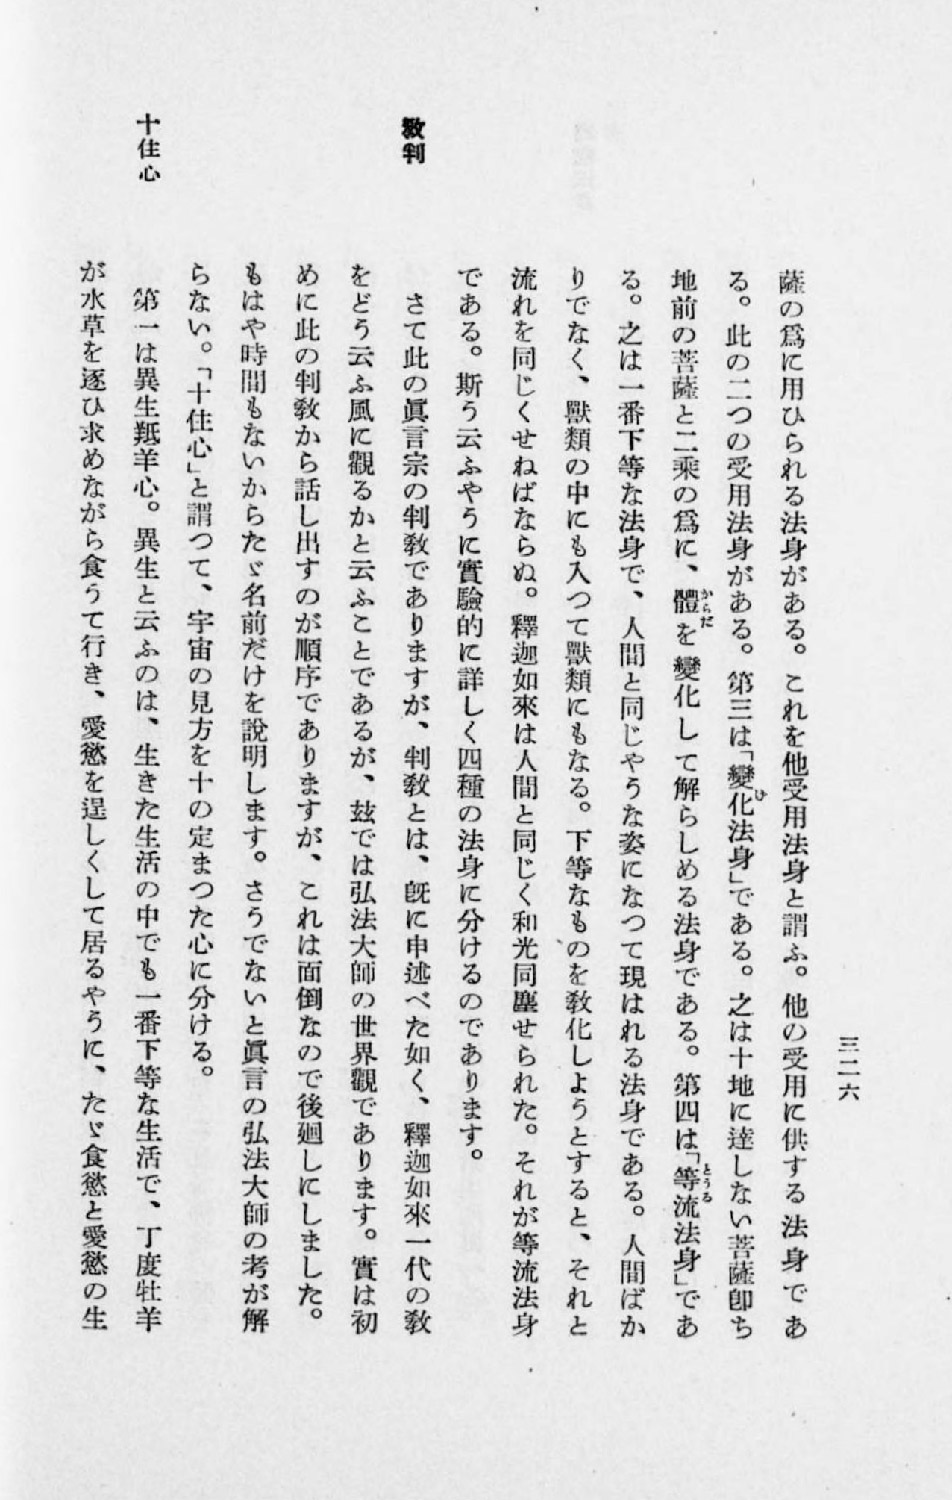 三二六
薩の爲に用ひられる法身がある。これを他受用法身と謂ふ。他の受用に供する法身であ
る。此の二つの受用法身がある。第三は「變化法身」である。之は十地に達しない菩薩卽ち
地前の菩薩と二乘の爲に、體を變化して解らしめる法身である。第四は「等流法身」であ
る。之は一番下等な法身で、人間と同じやうな姿になつて現はれる法身である。人間ばか
りでなく、獸類の中にも入つて獸類にもなる。下等なものを敎化しようとすると、それと
流れを同じくせねばならぬ。釋迦如來は人間と同じく和光同塵せられた。それが等流法身
である。斯う云ふやうに實驗的に詳しく四種の法身に分けるのであります。
敎判
さて此の眞言宗の判敎でありますが、判敎とは、旣に申述べた如く、釋迦如來一代の敎
をどう云ふ風に觀るかと云ふことであるが、玆では弘法大師の世界觀であります。實は初
めに此の判敎から話し出すのが順序でありますが、これは面倒なので後廻しにしました。
もはや時間もないからたゞ名前だけを說明します。さうでないと眞言の弘法大師の考が解
らない。「十住心」と謂つて、宇宙の見方を十の定まつた心に分ける。
十住心
第一は異生羝羊心。異生と云ふのは、生きた生活の中でも一番下等な生活で、丁度牡羊
が水草を逐ひ求めながら食うて行き、愛慾を逞しくして居るやうに、たゞ食慾と愛慾の生